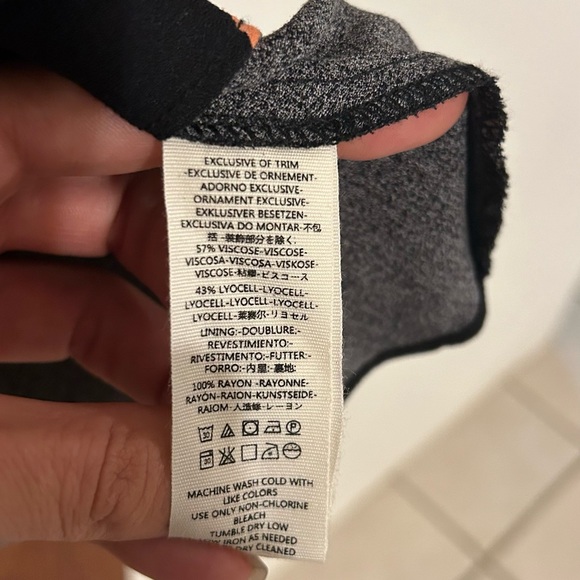 EXCLUSIVE OF TRIM
-EXCLUSIVE DE ORNEMENT-
ADORNO EXCLUSIVE-
ORNAMENT EXCLUSIVE-
EXKLUSIVER BESETZEN-
EXCLUSIVA DO MONTAR-不包
括 -装飾部分を除く:
57% VISCOSE-VISCOSE-
VISCOSA-VISCOSA-VISKOSE-
VISCOSE-粘纖-ビスコース
43% LYOCELL-LYOCELL-
LYOCELL-LYOCELL-LYOCELL-
LYOCELL-莱赛尔-リヨセル
LINING:-DOUBLURE:-
REVESTIMIENTO:-
RIVESTIMENTO:-FUTTER:-
FORRO:-内層:-裏地:
100% RAYON -RAYONNE-
RAYÓN-RAION-KUNSTSEIDE-
RAIOM-人造絲-レーヨン
30 P
30
MACHINE WASH COLD WITH
LIKE COLORS
USE ONLY NON-CHLORINE
BLEACH
TUMBLE DRY LOW
IRON AS NEEDED
DRY CLEANED